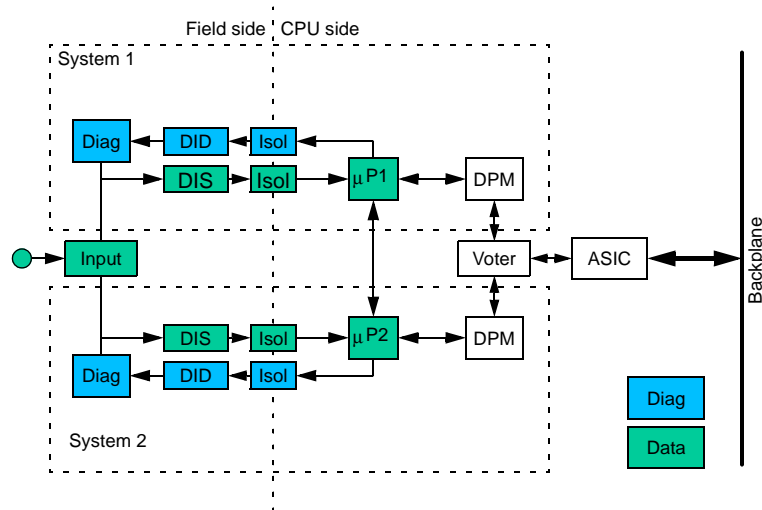 Field side
CPU side
System 1
Diag
DID
Isol
DIS
Isol
µP1
DPM
Input
Voter
ASIC
Backplane
DIS
Isol
µP2
DPM
Diag
DID
Isol
Diag
System 2
Data